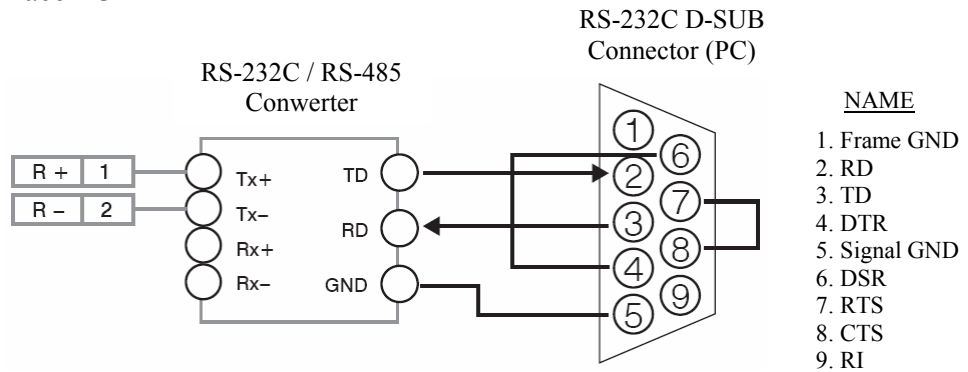 RS-232C D-SUB
Connector (PC)
RS-232C / RS-485
Conwerter
R + 1
R – 2
Tx+
Tx–
Rx+
Rx–
TD
RD
GND
1
2
3
4
5
6
7
8
9
NAME
1. Frame GND
2. RD
3. TD
4. DTR
5. Signal GND
6. DSR
7. RTS
8. CTS
9. RI